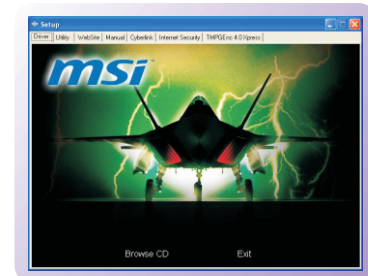 Setup
Driver Utility WebSite Manual Cyberlink Internet Security TMPGEnc 4.0 Xpress
msi
Browse CD Exit